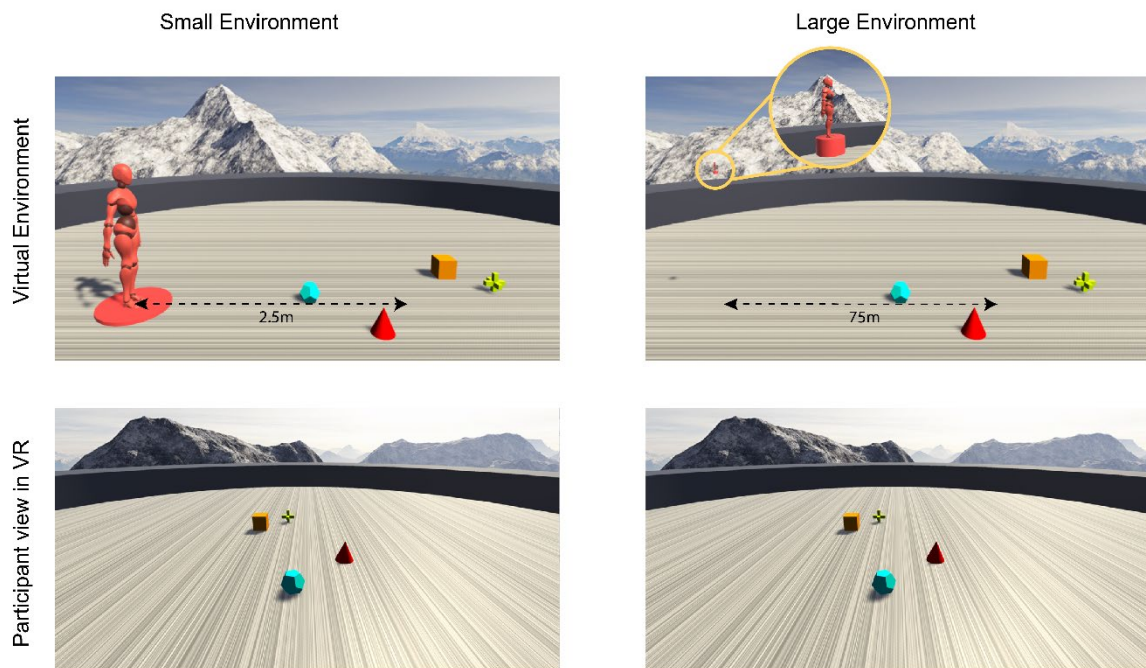 Small Environment
Large Environment
Virtual Environment
2.5m
75m
Participant view in VR